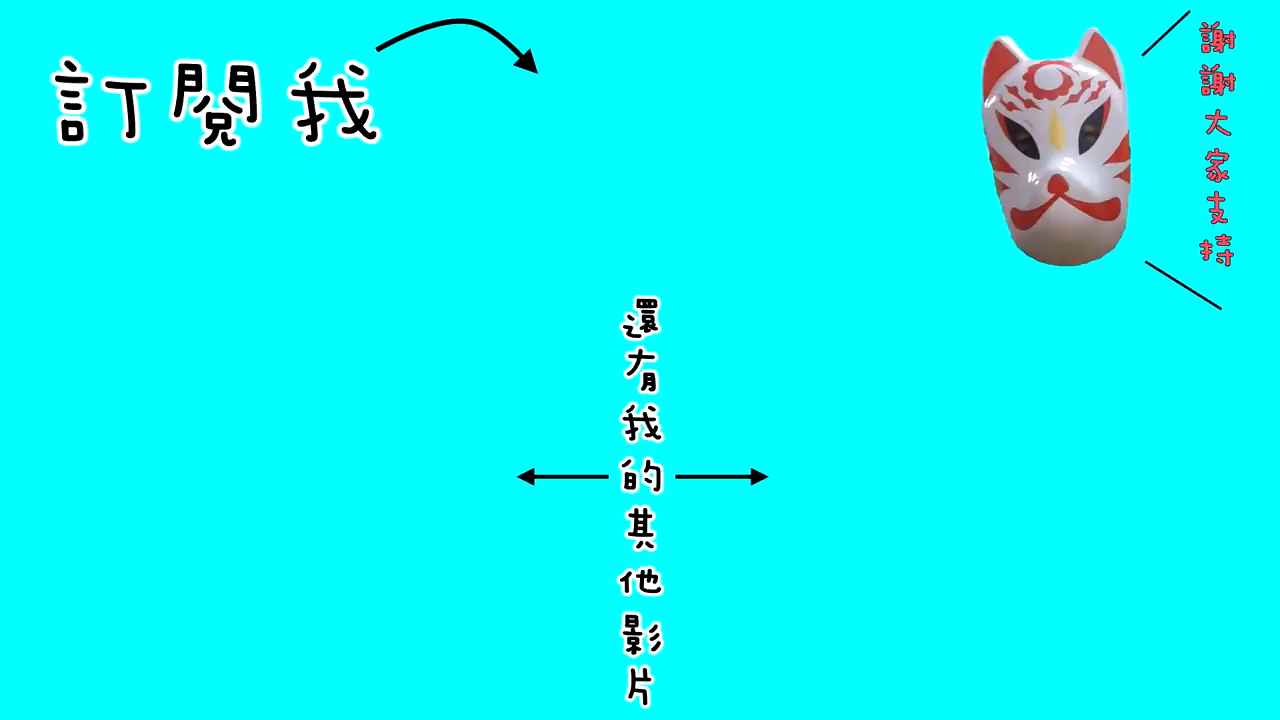 訂閱我
謝謝大家支持
還有我的其他影片